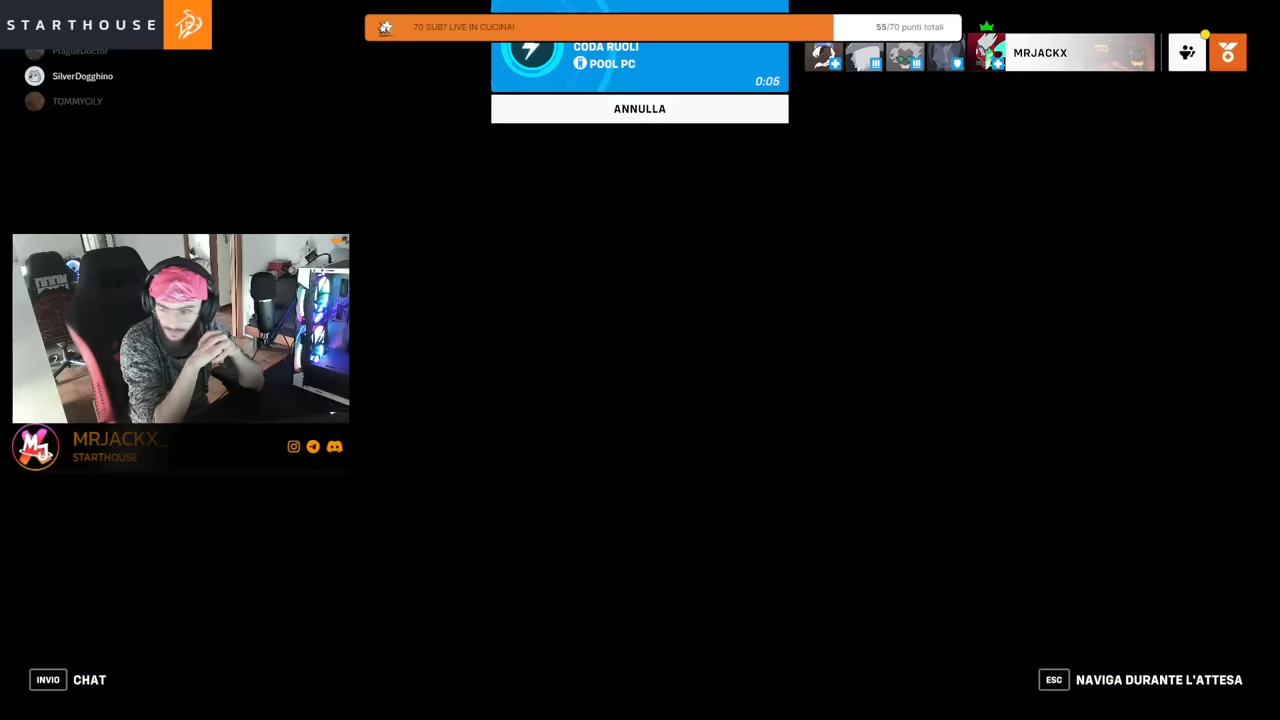 STARTHOUSE
70 SUB? LIVE IN CUCINA!
55/70 punti totali
PlagueDoctor
SilverDogghino
TOMMYCILY
CODA RUOLI
POOL PC
0:05
ANNULLA
MRJACKX
MRJACKX_
STARTHOUSE
INVIO
CHAT
ESC
NAVIGA DURANTE L'ATTESA